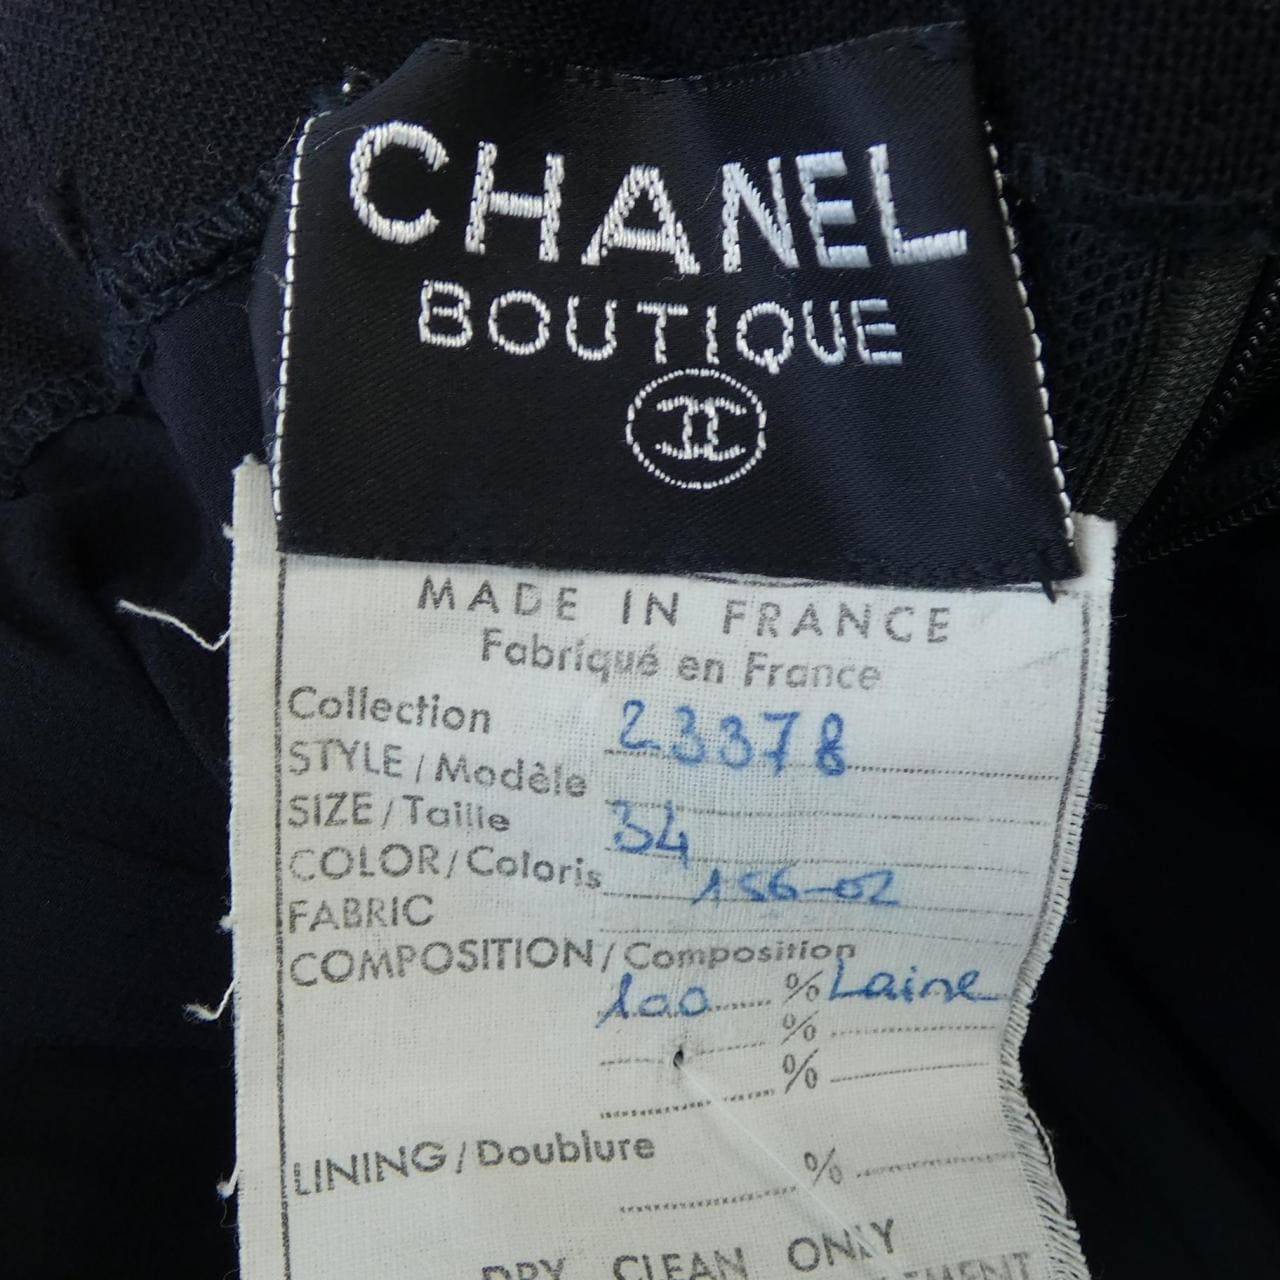 CHANEL
BOUTIQUE
MADE IN FRANCE
Fabriqué en France
Collection 23378
STYLE / Modèle
SIZE / Taille 34
COLOR / Coloris 156-02
FABRIC
COMPOSITION / Composition
100 % Laine
%
%
LINING / Doublure %
DRY CLEAN ONLY